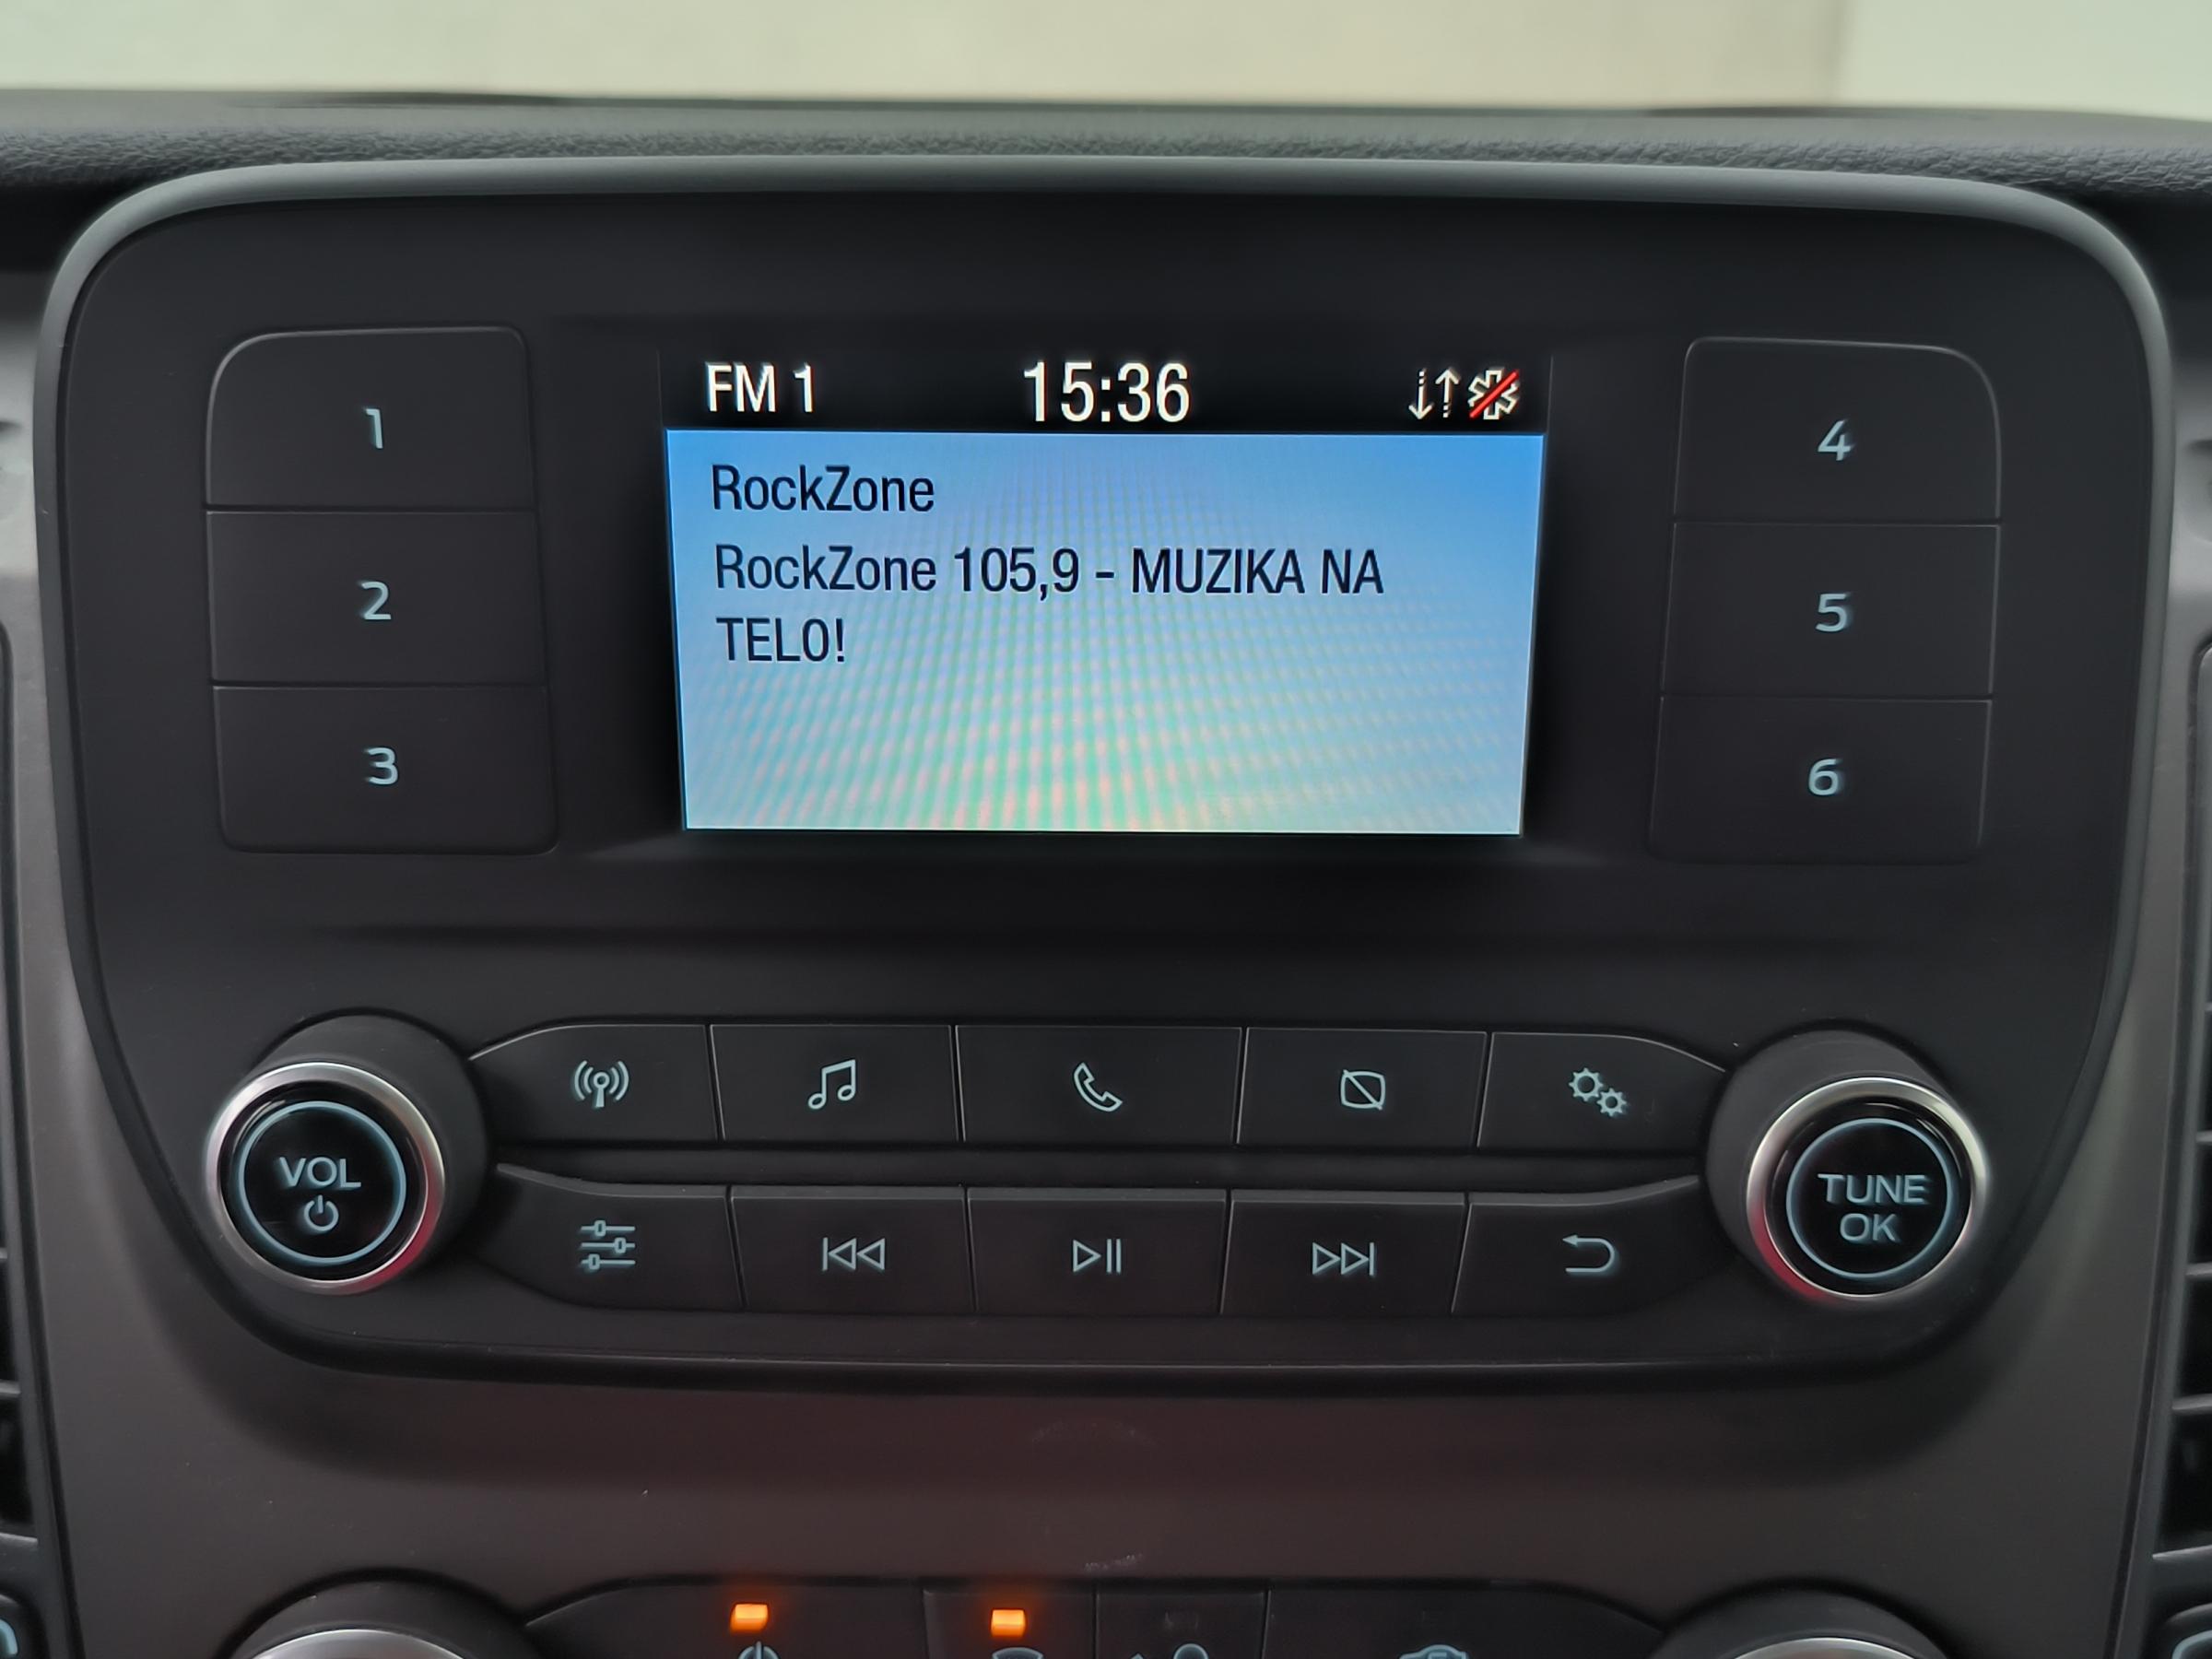 FM 1 15:36
RockZone
RockZone 105,9 - MUZIKA NA
TELO!
1
2
3
4
5
6
VOL
TUNE
OK